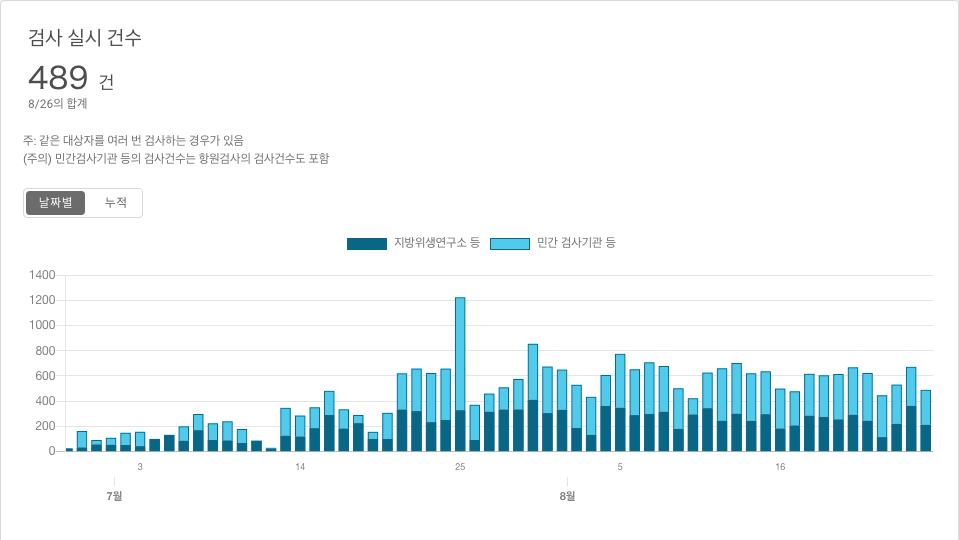 검사 실시 건수
489 건
8/26의 합계
주: 같은 대상자를 여러 번 검사하는 경우가 있음
(주의) 민간검사기관 등의 검사건수는 항원검사의 검사건수도 포함
날짜별 누적
지방위생연구소 등 민간 검사기관 등
1400
1200
1000
800
600
400
200
0
3 14 25 5 16
7월 8월